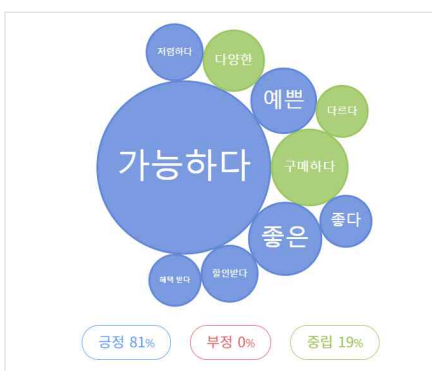 저렴하다
다양한
예쁜
다르다
가능하다
구매하다
좋다
좋은
할인받다
혜택 받다
긍정 81%
부정 0%
중립 19%